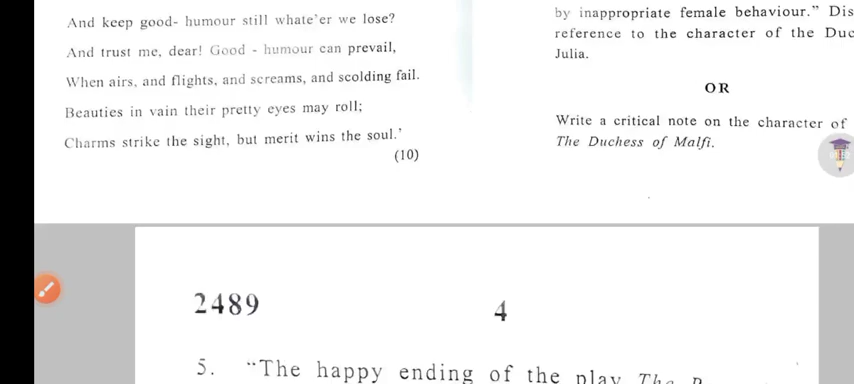 And keep good- humour still whate'er we lose?
And trust me, dear! Good - humour can prevail,
When airs, and flights, and screams, and scolding fail.
Beauties in vain their pretty eyes may roll;
Charms strike the sight, but merit wins the soul.'
(10)
by inappropriate female behaviour." Dis
reference to the character of the Duc
Julia.
OR
Write a critical note on the character of
The Duchess of Malfi.
2489 4
5. "The happy ending of the play The